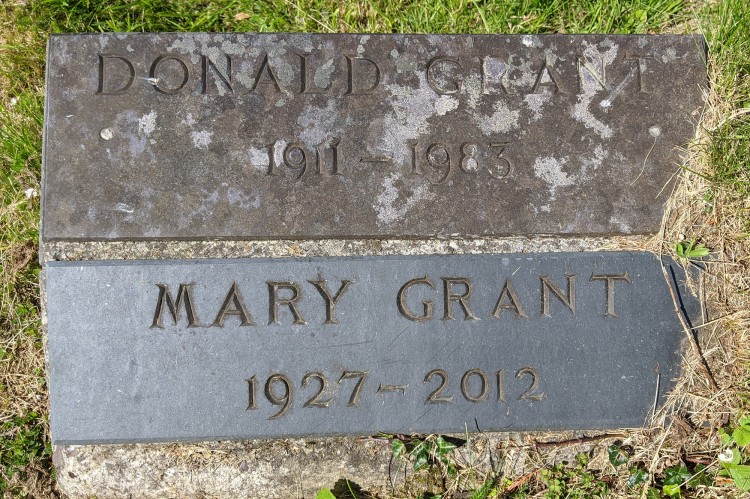 DONALD GRANT
1911 – 1983
MARY GRANT
1927 – 2012